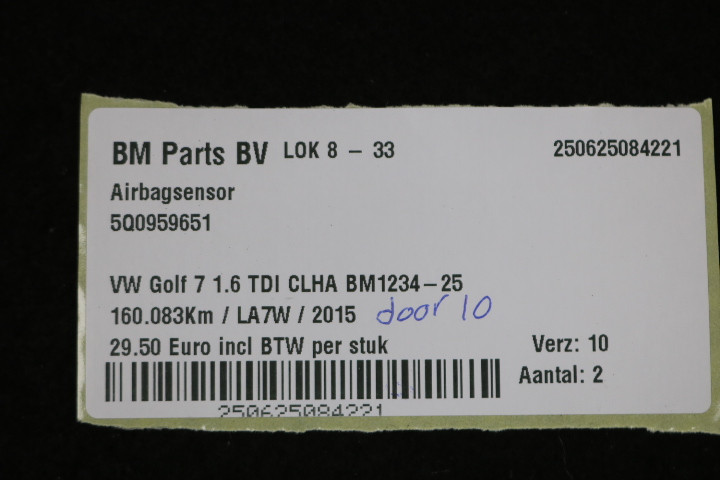 BM Parts BV LOK 8 - 33 250625084221
Airbagsensor
5Q0959651
VW Golf 7 1.6 TDI CLHA BM1234-25
160.083Km / LA7W / 2015 door 10
29.50 Euro incl BTW per stuk Verz: 10
Aantal: 2
250625084221